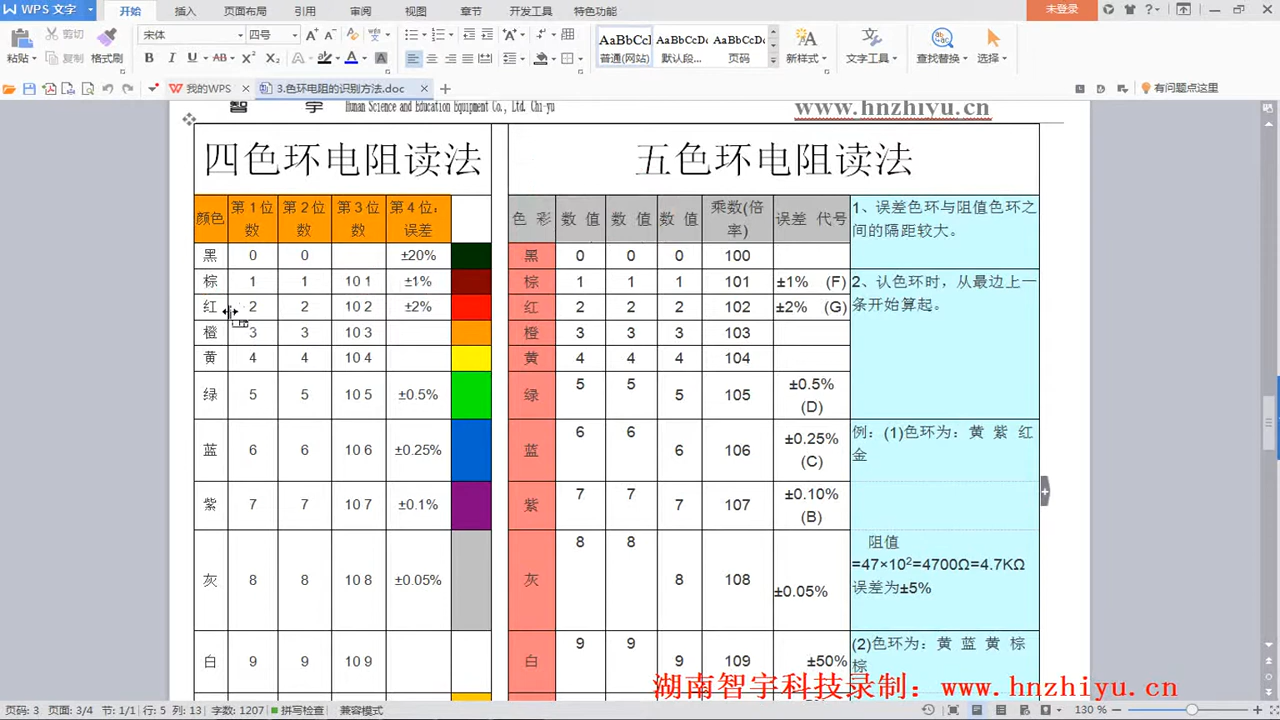 WPS 文字
开始 插入 页面布局 引用 审阅 视图 章节 开发工具 特色功能
未登录
粘贴 剪切 复制 格式刷
宋体 四号
AaBbCcI AaBbCcDd AaBbCcDd
普通(网站) 默认段... 页码
新样式 文字工具 查找替换 选择
我的WPS
3.色环电阻的识别方法.doc
有问题点这里
智 宇 Hunan Science and Education Equipment Co., Ltd. Chi-yu
www.hnzhiyu.cn
四色环电阻读法
颜色 第1位数 第2位数 第3位数 第4位:误差
黑 0 0 ±20%
棕 1 1 10 1 ±1%
红 2 2 10 2 ±2%
橙 3 3 10 3
黄 4 4 10 4
绿 5 5 10 5 ±0.5%
蓝 6 6 10 6 ±0.25%
紫 7 7 10 7 ±0.1%
灰 8 8 10 8 ±0.05%
白 9 9 10 9
五色环电阻读法
色 彩 数 值 数 值 数 值 乘数(倍率) 误差 代号
黑 0 0 0 100
棕 1 1 1 101 ±1% (F)
红 2 2 2 102 ±2% (G)
橙 3 3 3 103
黄 4 4 4 104
绿 5 5 5 105 ±0.5% (D)
蓝 6 6 6 106 ±0.25% (C)
紫 7 7 7 107 ±0.10% (B)
灰 8 8 8 108 ±0.05%
白 9 9 9 109 ±50%
1、误差色环与阻值色环之
间的隔距较大。
2、认色环时，从最边上一
条开始算起。
例：(1)色环为：黄 紫 红
金
阻值
=47×10²=4700Ω=4.7KΩ
误差为±5%
(2)色环为：黄 蓝 黄 棕
棕
湖南智宇科技录制：www.hnzhiyu.cn
页码: 3 页面: 3/4 节: 1/1 行: 5 列: 13 字数: 1207 拼写检查 兼容模式
130 %